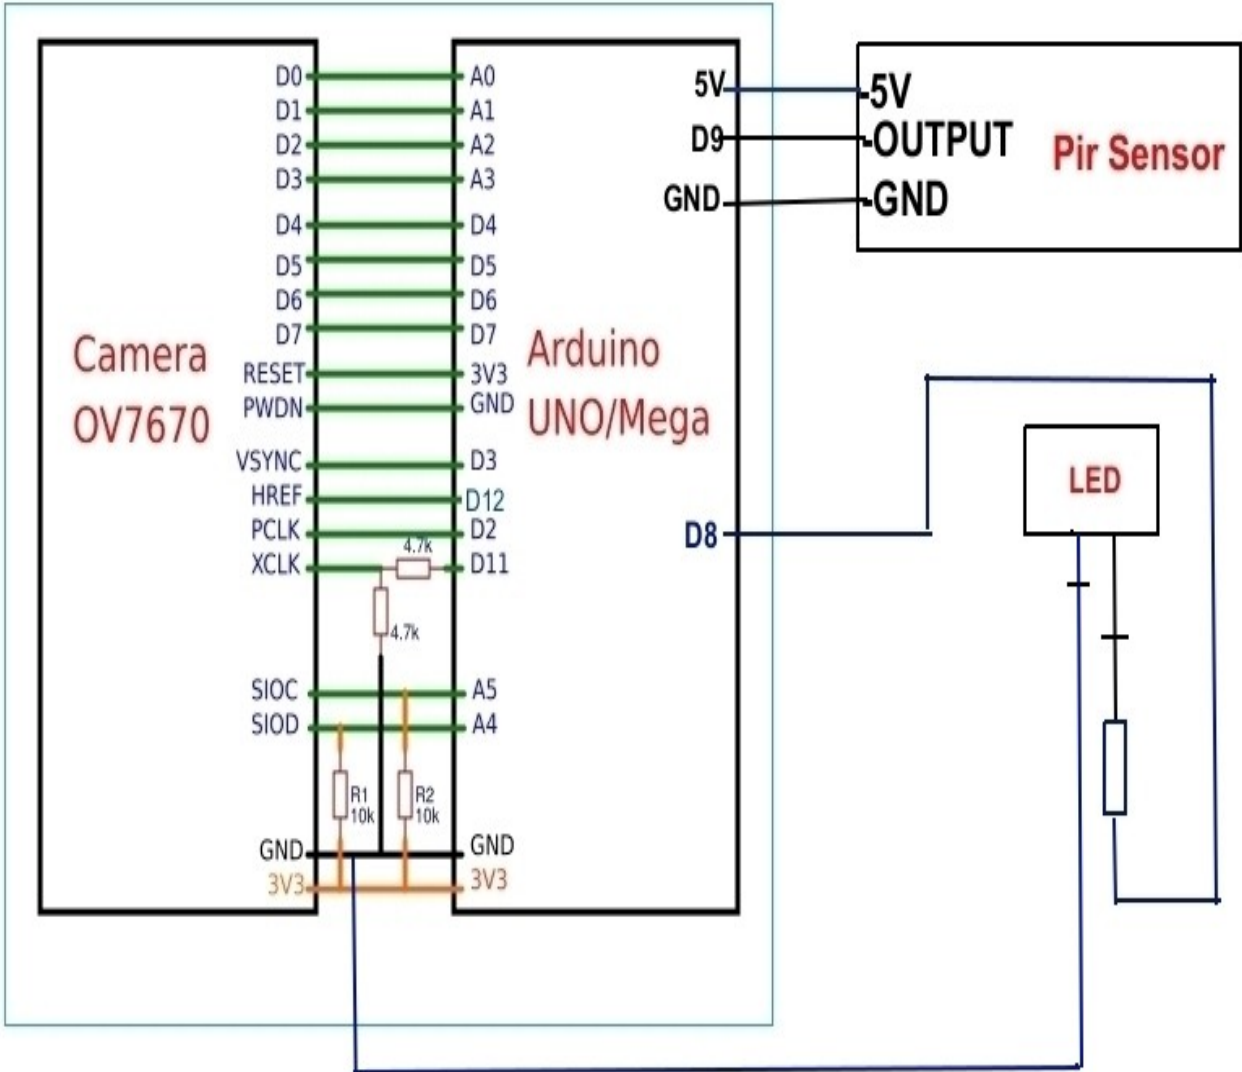 D0 A0
D1 A1
D2 A2
D3 A3
D4 D4
D5 D5
D6 D6
D7 D7
RESET 3V3
PWDN GND
VSYNC D3
HREF D12
PCLK D2
4.7k
XCLK D11
4.7k
SIOC A5
SIOD A4
R1 R2
10k 10k
GND GND
3V3 3V3
Camera
OV7670
Arduino
UNO/Mega
5V
D9
GND
D8
-5V
-OUTPUT
-GND
Pir Sensor
LED